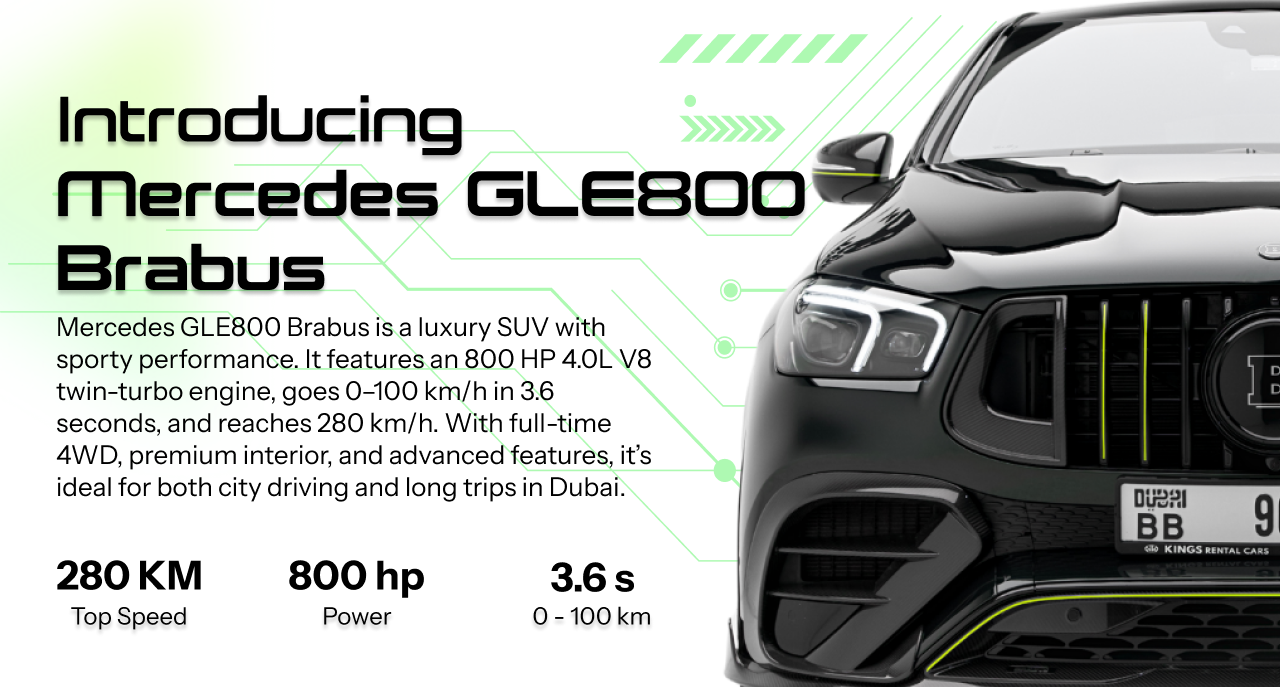 Introducing
Mercedes GLE800
Brabus
Mercedes GLE800 Brabus is a luxury SUV with
sporty performance. It features an 800 HP 4.0L V8
twin-turbo engine, goes 0–100 km/h in 3.6
seconds, and reaches 280 km/h. With full-time
4WD, premium interior, and advanced features, it’s
ideal for both city driving and long trips in Dubai.
280 KM
800 hp
3.6 s
Top Speed
Power
0 - 100 km
DUBAI
BB
KINGS RENTAL CARS